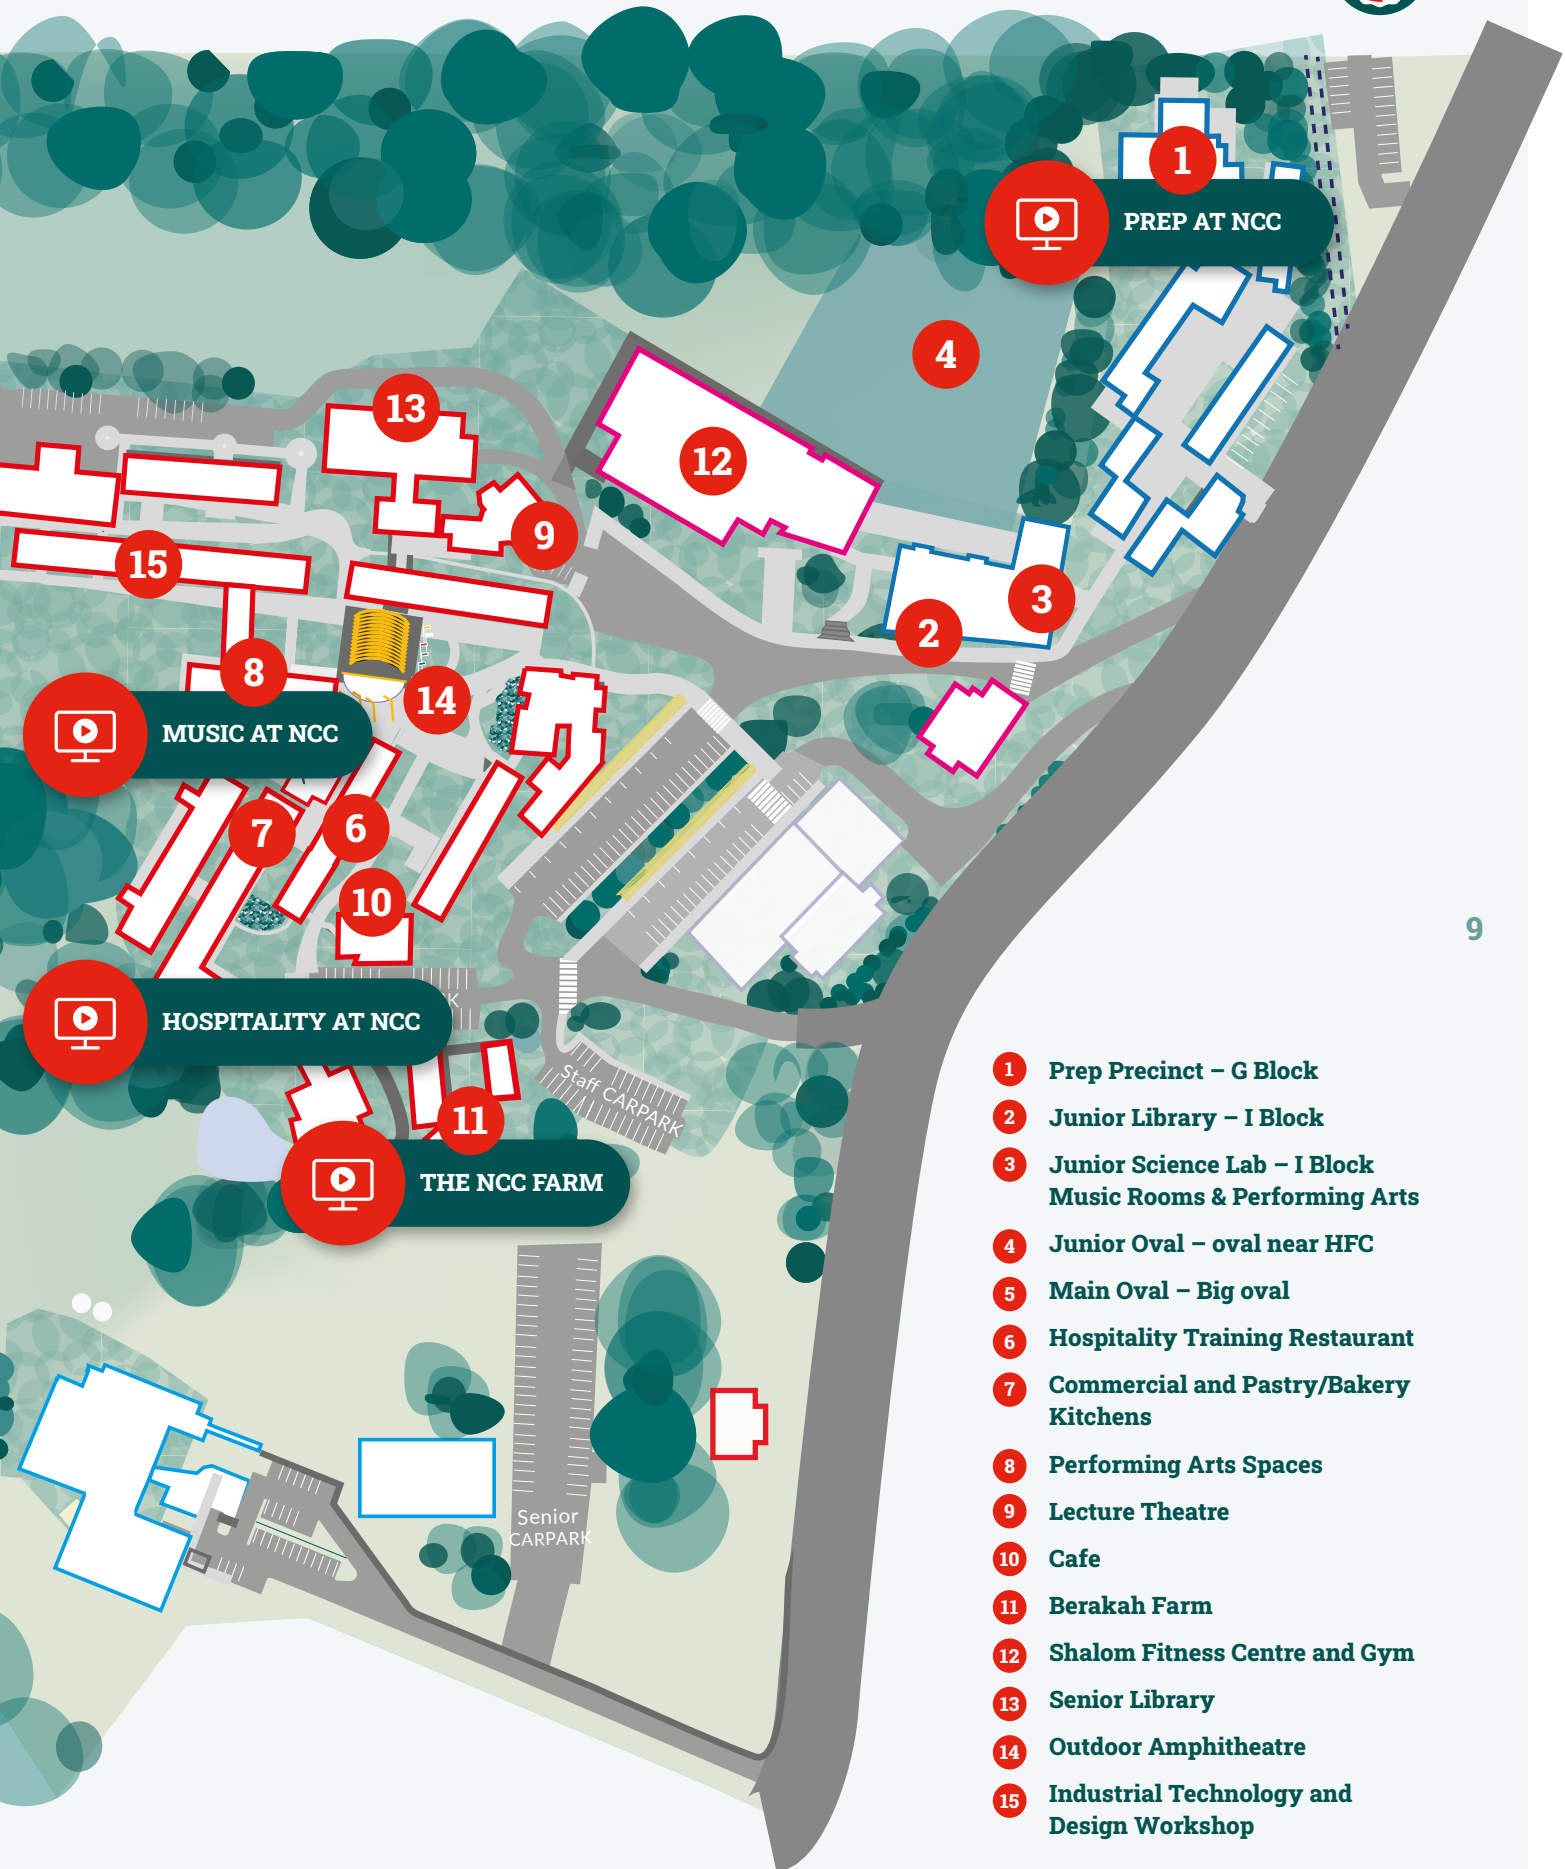 1
PREP AT NCC
4
13
12
9
15
3
2
8
14
MUSIC AT NCC
7
6
10
9
K
HOSPITALITY AT NCC
Staff CARPARK
11
THE NCC FARM
Senior
CARPARK
1 Prep Precinct – G Block
2 Junior Library – I Block
3 Junior Science Lab – I Block
Music Rooms & Performing Arts
4 Junior Oval – oval near HFC
5 Main Oval – Big oval
6 Hospitality Training Restaurant
7 Commercial and Pastry/Bakery
Kitchens
8 Performing Arts Spaces
9 Lecture Theatre
10 Cafe
11 Berakah Farm
12 Shalom Fitness Centre and Gym
13 Senior Library
14 Outdoor Amphitheatre
15 Industrial Technology and
Design Workshop